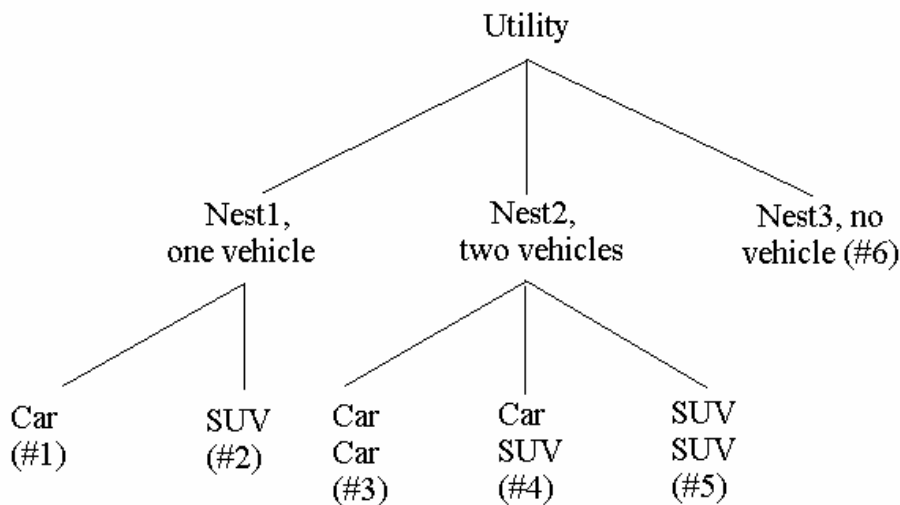 Utility
Nest1,
one vehicle
Nest2,
two vehicles
Nest3, no
vehicle (#6)
Car
(#1)
SUV
(#2)
Car
Car
(#3)
Car
SUV
(#4)
SUV
SUV
(#5)